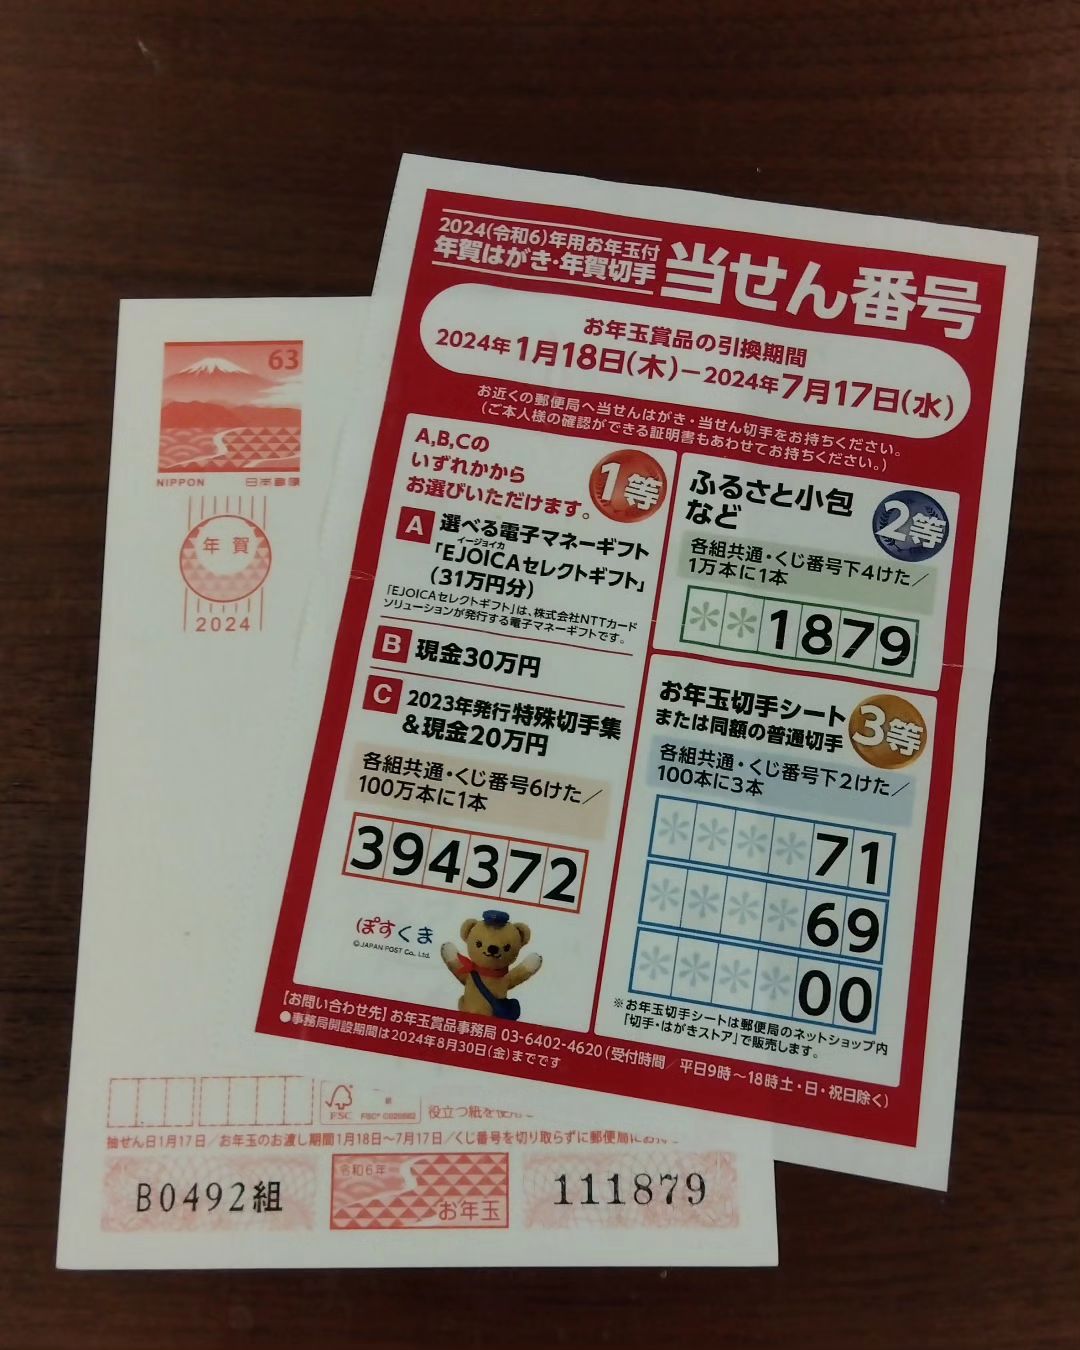 2024(令和6)年用お年玉付
年賀はがき・年賀切手
当せん番号
お年玉賞品の引換期間
2024年1月18日(木)－2024年7月17日(水)
お近くの郵便局へ当せんはがき・当せん切手をお持ちください。
(ご本人様の確認ができる証明書もあわせてお持ちください。)
A,B,Cの
いずれかから
お選びいただけます。
1等
A 選べる電子マネーギフト
イージョイカ
「EJOICAセレクトギフト」
(31万円分)
「EJOICAセレクトギフト」は、株式会社NTTカード
ソリューションが発行する電子マネーギフトです。
B 現金30万円
C 2023年発行特殊切手集
&現金20万円
各組共通・くじ番号6けた／
100万本に1本
394372
ぽすくま
©JAPAN POST Co., Ltd.
ふるさと小包
など
2等
各組共通・くじ番号下4けた／
1万本に1本
**1879
お年玉切手シート
または同額の普通切手
3等
各組共通・くじ番号下2けた／
100本に3本
****71
****69
****00
※お年玉切手シートは郵便局のネットショップ内
「切手・はがきストア」で販売します。
【お問い合わせ先】お年玉賞品事務局 03-6402-4620(受付時間／平日9時～18時土・日・祝日除く)
●事務局開設期間は2024年8月30日(金)までです
63
NIPPON 日本郵便
年賀
2024
FSC
役立つ紙を使用
抽せん日1月17日／お年玉のお渡し期間1月18日～7月17日／くじ番号を切り取らずに郵便局にお持
B0492組
令和6年
お年玉
111879